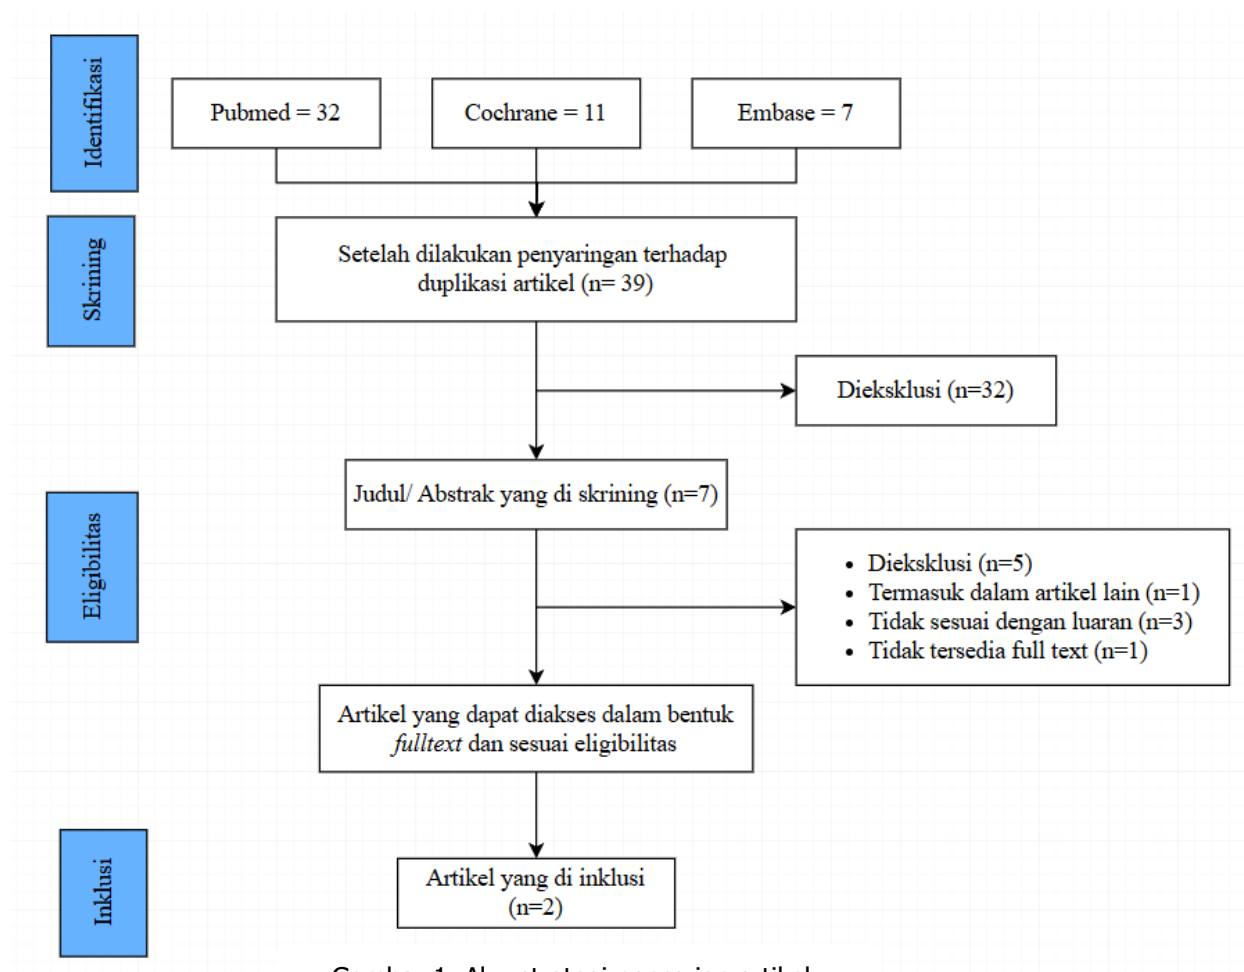 Identifikasi
Pubmed = 32
Cochrane = 11
Embase = 7
Skrining
Setelah dilakukan penyaringan terhadap
duplikasi artikel (n= 39)
Dieksklusi (n=32)
Judul/ Abstrak yang di skrining (n=7)
Eligibilitas
• Dieksklusi (n=5)
• Termasuk dalam artikel lain (n=1)
• Tidak sesuai dengan luaran (n=3)
• Tidak tersedia full text (n=1)
Artikel yang dapat diakses dalam bentuk
fulltext dan sesuai eligibilitas
Inklusi
Artikel yang di inklusi
(n=2)